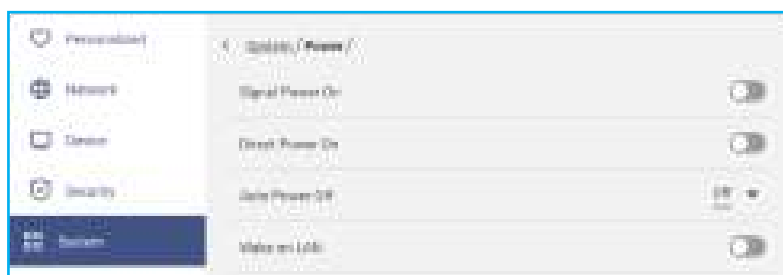 Personalized
Network
Device
Security
System
< System / Power /
Signal Power On
Direct Power On
Auto Power Off
Off
Wake on LAN